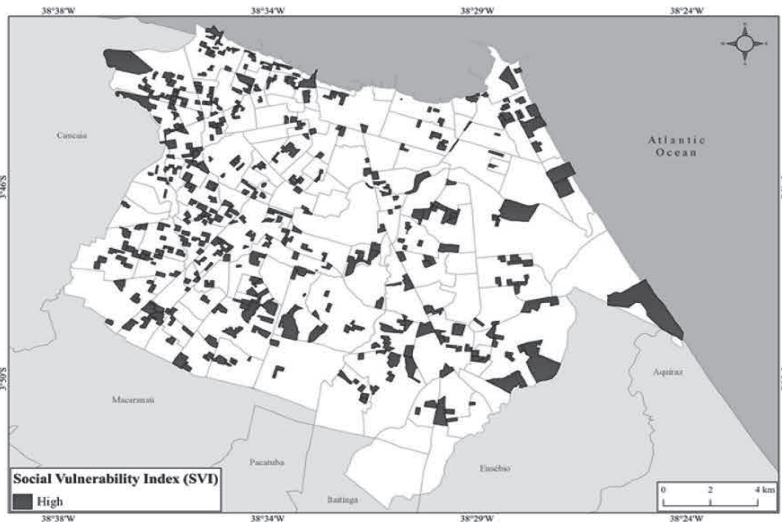 38°38'W 38°34'W 38°29'W 38°24'W
Caucaia
Atlantic
Ocean
3°46'S
3°50'S
Aquiraz
Maracanaú
Pacatuba
Eusébio
Itaitinga
Social Vulnerability Index (SVI)
High
0 2 4 km
38°38'W 38°34'W 38°29'W 38°24'W